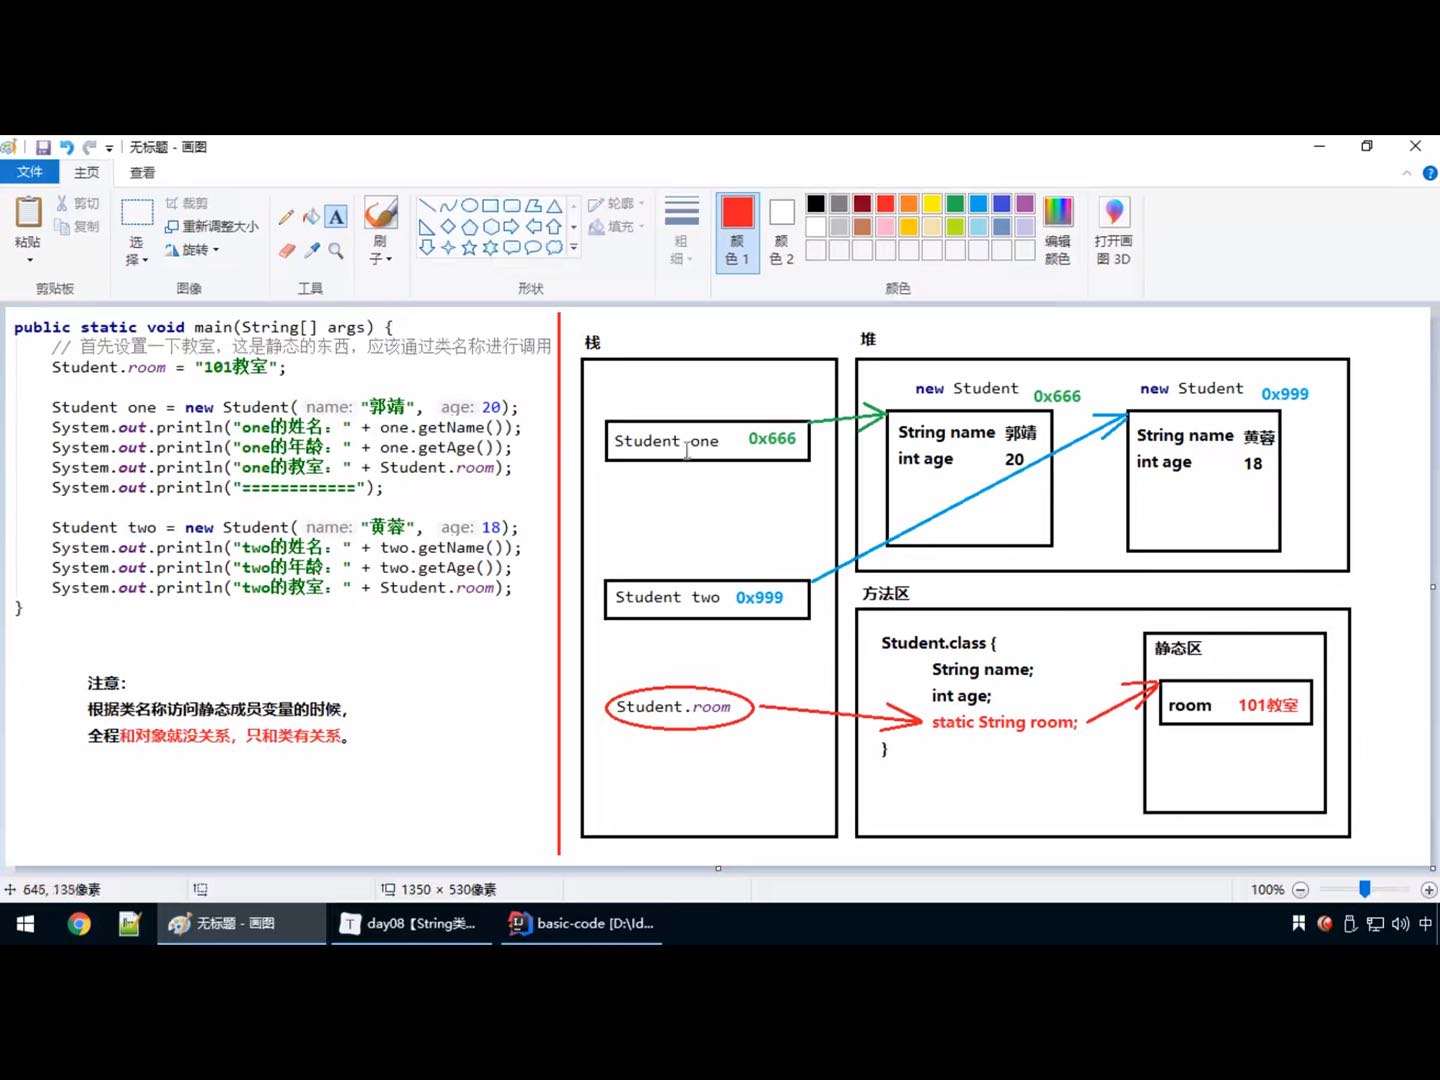 无标题 - 画图
文件 主页 查看
粘贴 剪切 复制
剪贴板
选择 裁剪 重新调整大小 旋转
图像
A
工具
刷子
形状
轮廓 填充
粗细
颜色 1
颜色 2
颜色
编辑颜色
打开画图 3D
public static void main(String[] args) {
// 首先设置一下教室，这是静态的东西，应该通过类名称进行调用
Student.room = "101教室";
Student one = new Student( name: "郭靖", age: 20);
System.out.println("one的姓名：" + one.getName());
System.out.println("one的年龄：" + one.getAge());
System.out.println("one的教室：" + Student.room);
System.out.println("============");
Student two = new Student( name: "黄蓉", age: 18);
System.out.println("two的姓名：" + two.getName());
System.out.println("two的年龄：" + two.getAge());
System.out.println("two的教室：" + Student.room);
}
注意：
根据类名称访问静态成员变量的时候，
全程和对象就没关系，只和类有关系。
栈
Student one 0x666
Student two 0x999
Student.room
堆
new Student 0x666
String name 郭靖
int age 20
new Student 0x999
String name 黄蓉
int age 18
方法区
Student.class {
String name;
int age;
static String room;
}
静态区
room 101教室
646, 138像素
1350 × 530像素
100%
无标题 - 画图
T day08【String类...
basic-code [D:\Id...
中